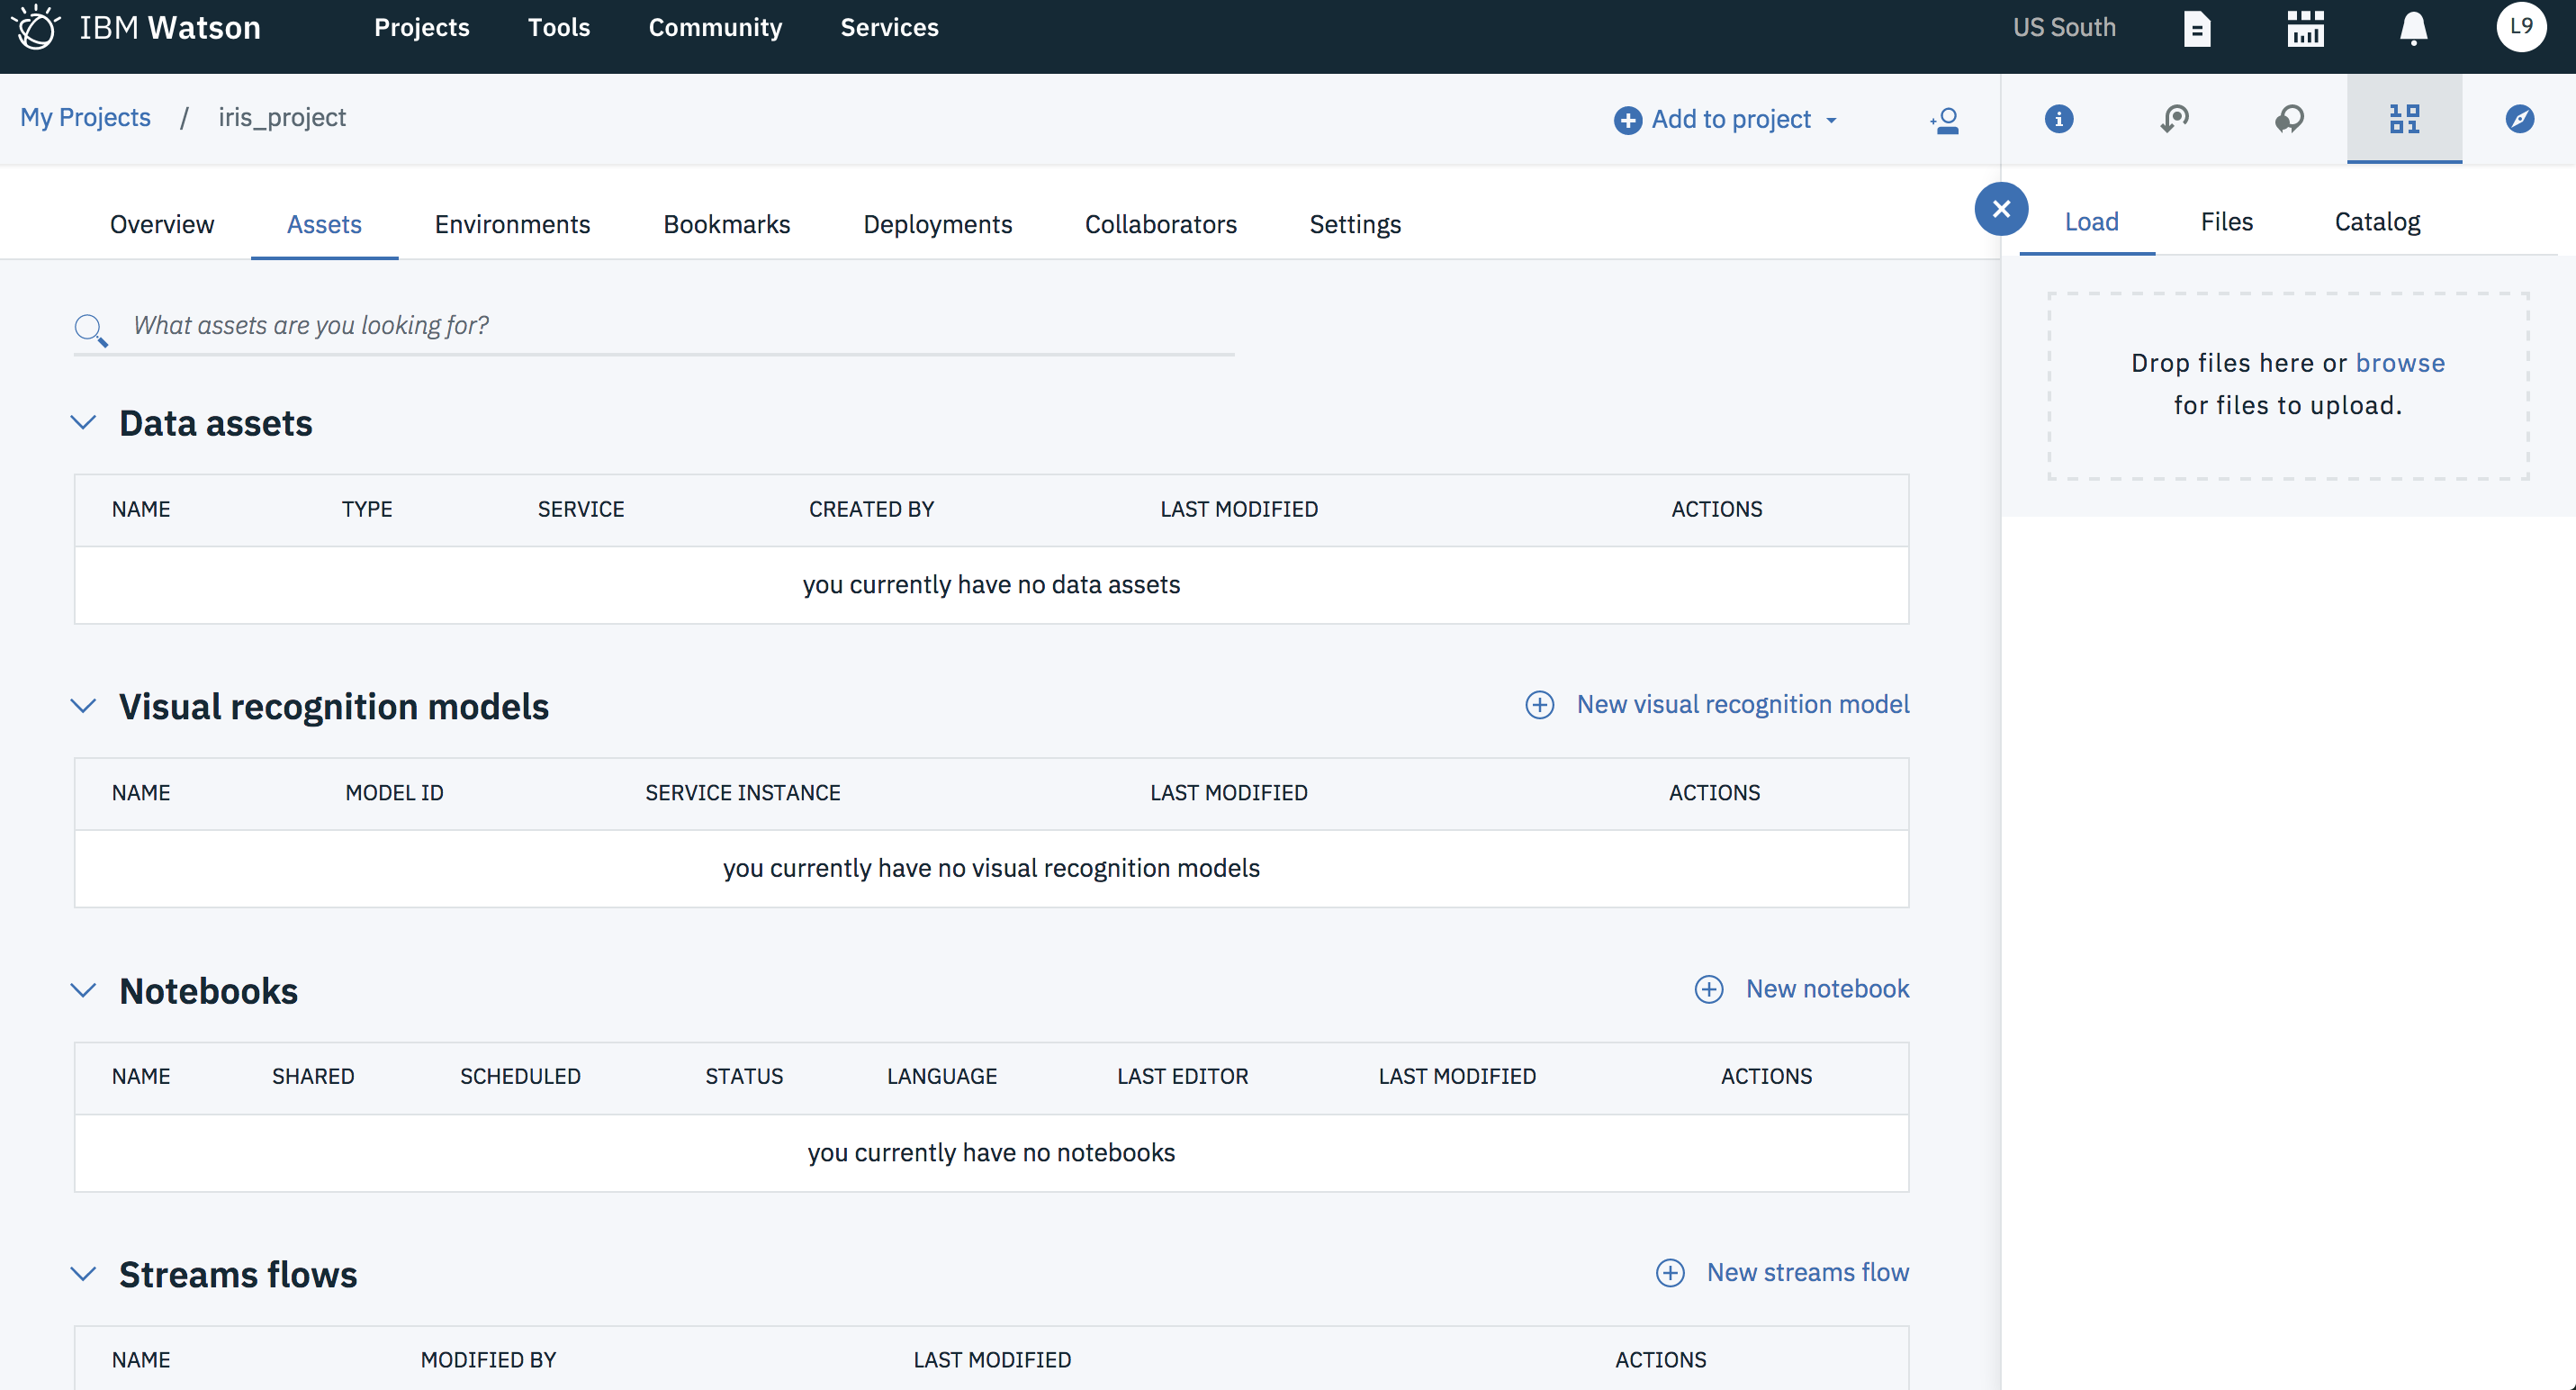 IBM Watson Projects Tools Community Services US South L9
My Projects / iris_project Add to project
Overview Assets Environments Bookmarks Deployments Collaborators Settings
Load Files Catalog
What assets are you looking for?
Drop files here or browse
for files to upload.
Data assets
NAME TYPE SERVICE CREATED BY LAST MODIFIED ACTIONS
you currently have no data assets
Visual recognition models New visual recognition model
NAME MODEL ID SERVICE INSTANCE LAST MODIFIED ACTIONS
you currently have no visual recognition models
Notebooks New notebook
NAME SHARED SCHEDULED STATUS LANGUAGE LAST EDITOR LAST MODIFIED ACTIONS
you currently have no notebooks
Streams flows New streams flow
NAME MODIFIED BY LAST MODIFIED ACTIONS